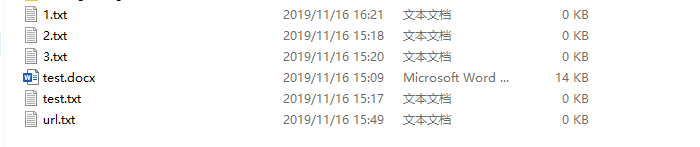 1.txt 2019/11/16 16:21 文本文档 0 KB
2.txt 2019/11/16 15:18 文本文档 0 KB
3.txt 2019/11/16 15:20 文本文档 0 KB
test.docx 2019/11/16 15:09 Microsoft Word ... 14 KB
test.txt 2019/11/16 15:17 文本文档 0 KB
url.txt 2019/11/16 15:49 文本文档 0 KB